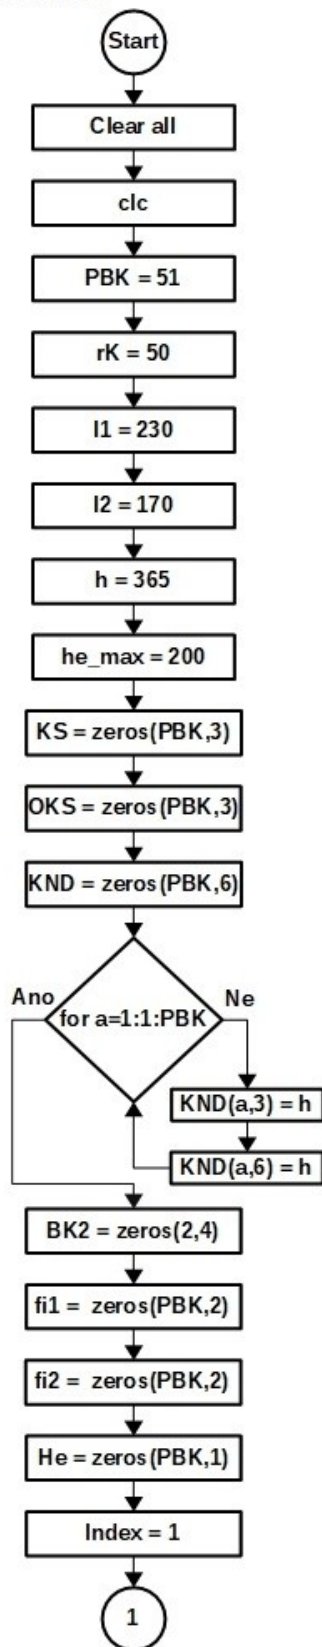 Start
Clear all
clc
PBK = 51
rK = 50
l1 = 230
l2 = 170
h = 365
he_max = 200
KS = zeros(PBK,3)
OKS = zeros(PBK,3)
KND = zeros(PBK,6)
Ano
Ne
for a=1:1:PBK
KND(a,3) = h
KND(a,6) = h
BK2 = zeros(2,4)
fi1 = zeros(PBK,2)
fi2 = zeros(PBK,2)
He = zeros(PBK,1)
Index = 1
1